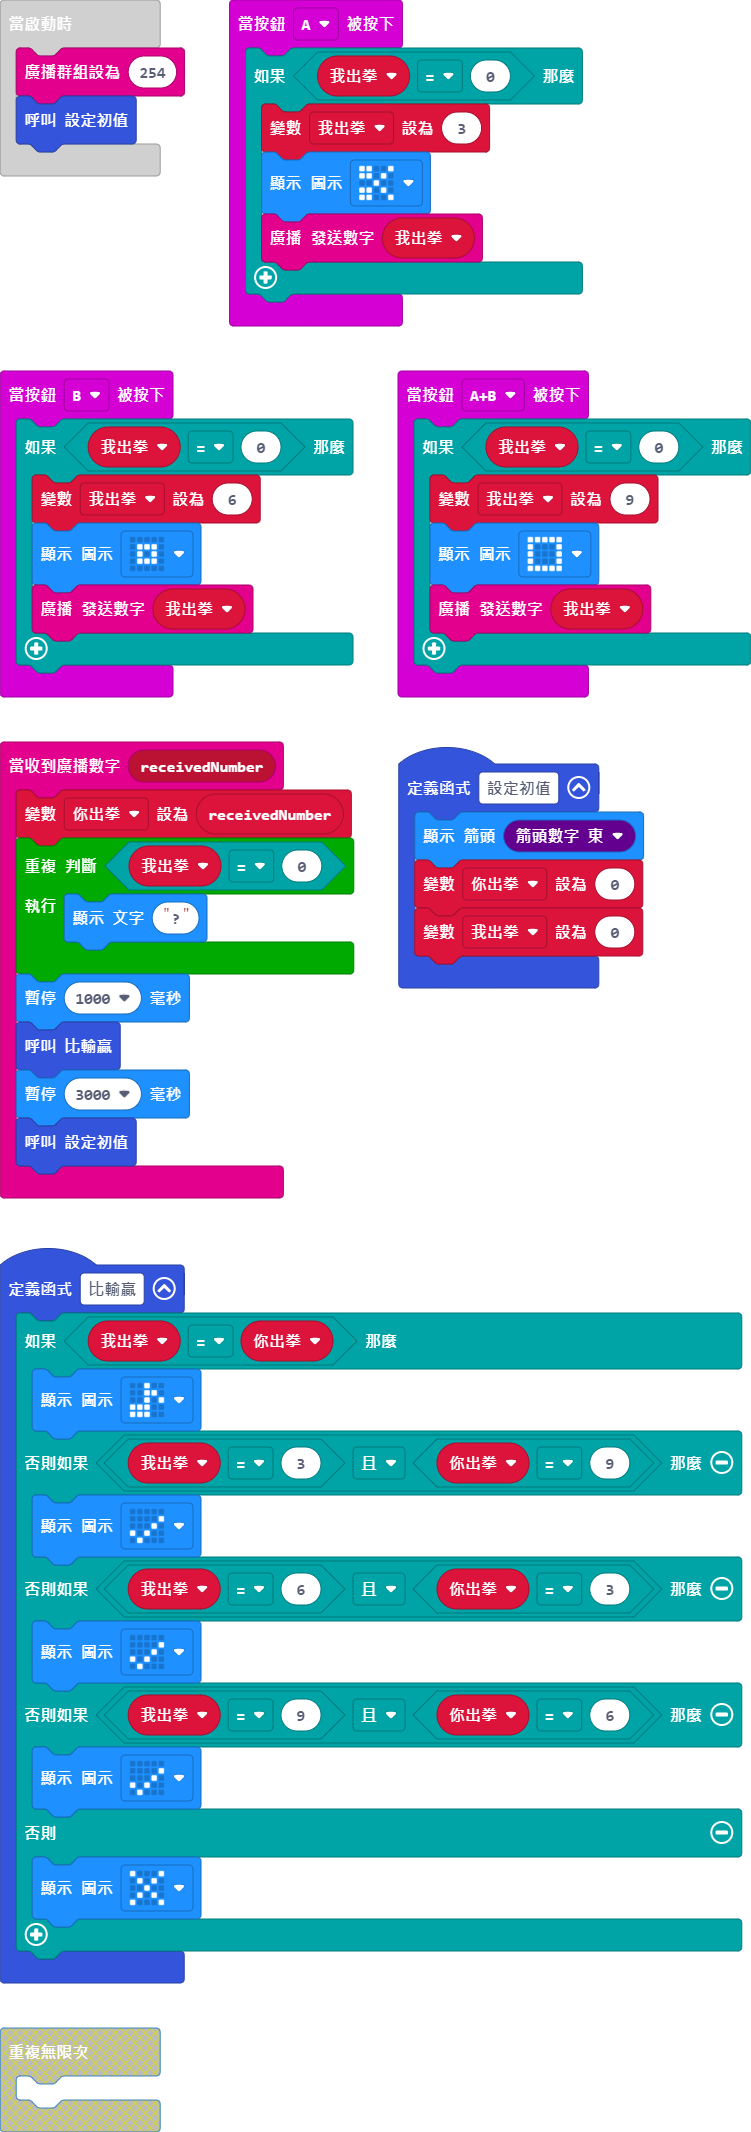 當啟動時
廣播群組設為 254
呼叫 設定初值
當按鈕 A 被按下
如果 我出拳 = 0 那麼
變數 我出拳 設為 3
顯示 圖示
廣播 發送數字 我出拳
當按鈕 B 被按下
如果 我出拳 = 0 那麼
變數 我出拳 設為 6
顯示 圖示
廣播 發送數字 我出拳
當按鈕 A+B 被按下
如果 我出拳 = 0 那麼
變數 我出拳 設為 9
顯示 圖示
廣播 發送數字 我出拳
當收到廣播數字 receivedNumber
變數 你出拳 設為 receivedNumber
重複 判斷 我出拳 = 0
執行 顯示 文字 "?"
暫停 1000 毫秒
呼叫 比輸贏
暫停 3000 毫秒
呼叫 設定初值
定義函式 設定初值
顯示 箭頭 箭頭數字 東
變數 你出拳 設為 0
變數 我出拳 設為 0
定義函式 比輸贏
如果 我出拳 = 你出拳 那麼
顯示 圖示
否則如果 我出拳 = 3 且 你出拳 = 9 那麼
顯示 圖示
否則如果 我出拳 = 6 且 你出拳 = 3 那麼
顯示 圖示
否則如果 我出拳 = 9 且 你出拳 = 6 那麼
顯示 圖示
否則
顯示 圖示
重複無限次